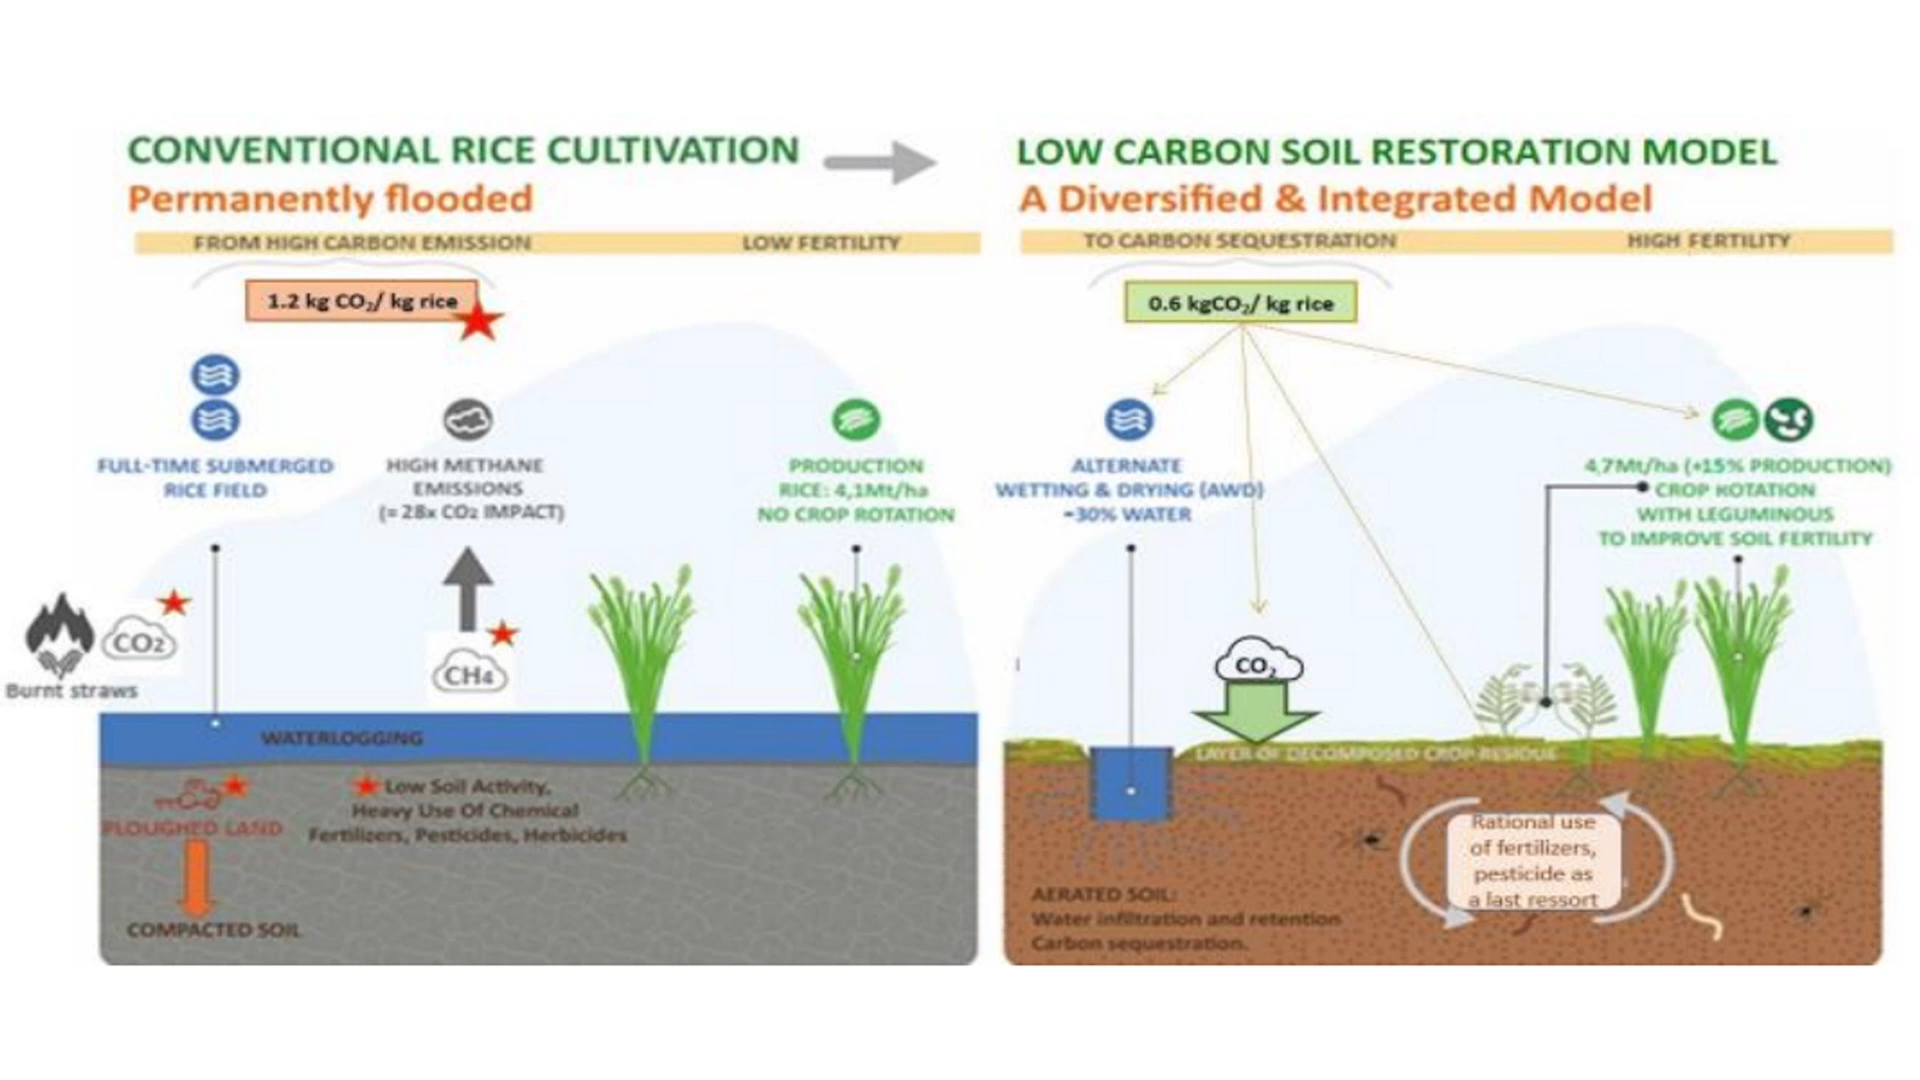 CONVENTIONAL RICE CULTIVATION
Permanently flooded
FROM HIGH CARBON EMISSION
LOW FERTILITY
1.2 kg CO₂/ kg rice
FULL-TIME SUBMERGED
RICE FIELD
HIGH METHANE
EMISSIONS
(= 28x CO₂ IMPACT)
PRODUCTION
RICE: 4,1Mt/ha
NO CROP ROTATION
CO₂
Burnt straws
CH₄
WATERLOGGING
PLOUGHED LAND
COMPACTED SOIL
Low Soil Activity,
Heavy Use Of Chemical
Fertilizers, Pesticides, Herbicides
LOW CARBON SOIL RESTORATION MODEL
A Diversified & Integrated Model
TO CARBON SEQUESTRATION
HIGH FERTILITY
0.6 kgCO₂/ kg rice
ALTERNATE
WETTING & DRYING (AWD)
-30% WATER
4,7Mt/ha (+15% PRODUCTION)
CROP ROTATION
WITH LEGUMINOUS
TO IMPROVE SOIL FERTILITY
CO₂
LAYER OF DECOMPOSED CROP RESIDUE
AERATED SOIL:
Water infiltration and retention
Carbon sequestration.
Rational use
of fertilizers,
pesticide as
a last ressort